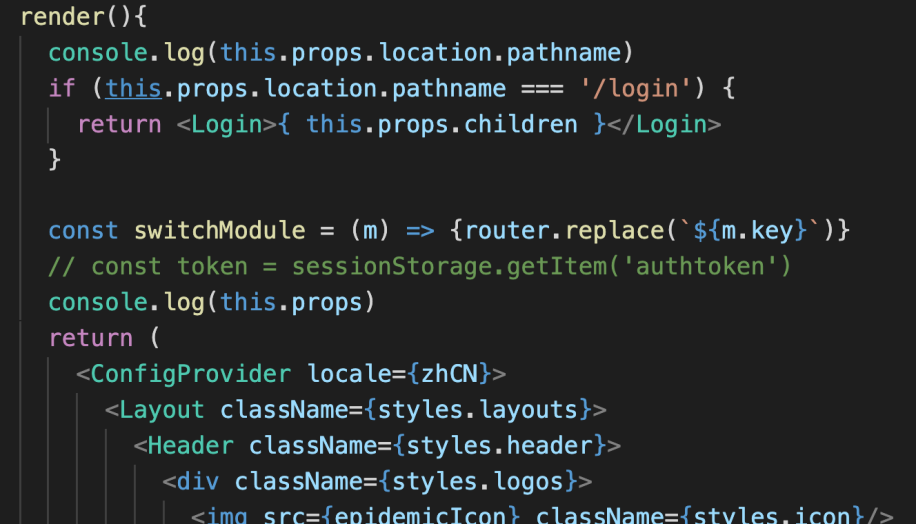 render(){
console.log(this.props.location.pathname)
if (this.props.location.pathname === '/login') {
return <Login>{ this.props.children }</Login>
}
const switchModule = (m) => {router.replace(`${m.key}`)}
// const token = sessionStorage.getItem('authtoken')
console.log(this.props)
return (
<ConfigProvider locale={zhCN}>
<Layout className={styles.layouts}>
<Header className={styles.header}>
<div className={styles.logos}>
<img src={epidemicIcon} className={styles.icon}/>